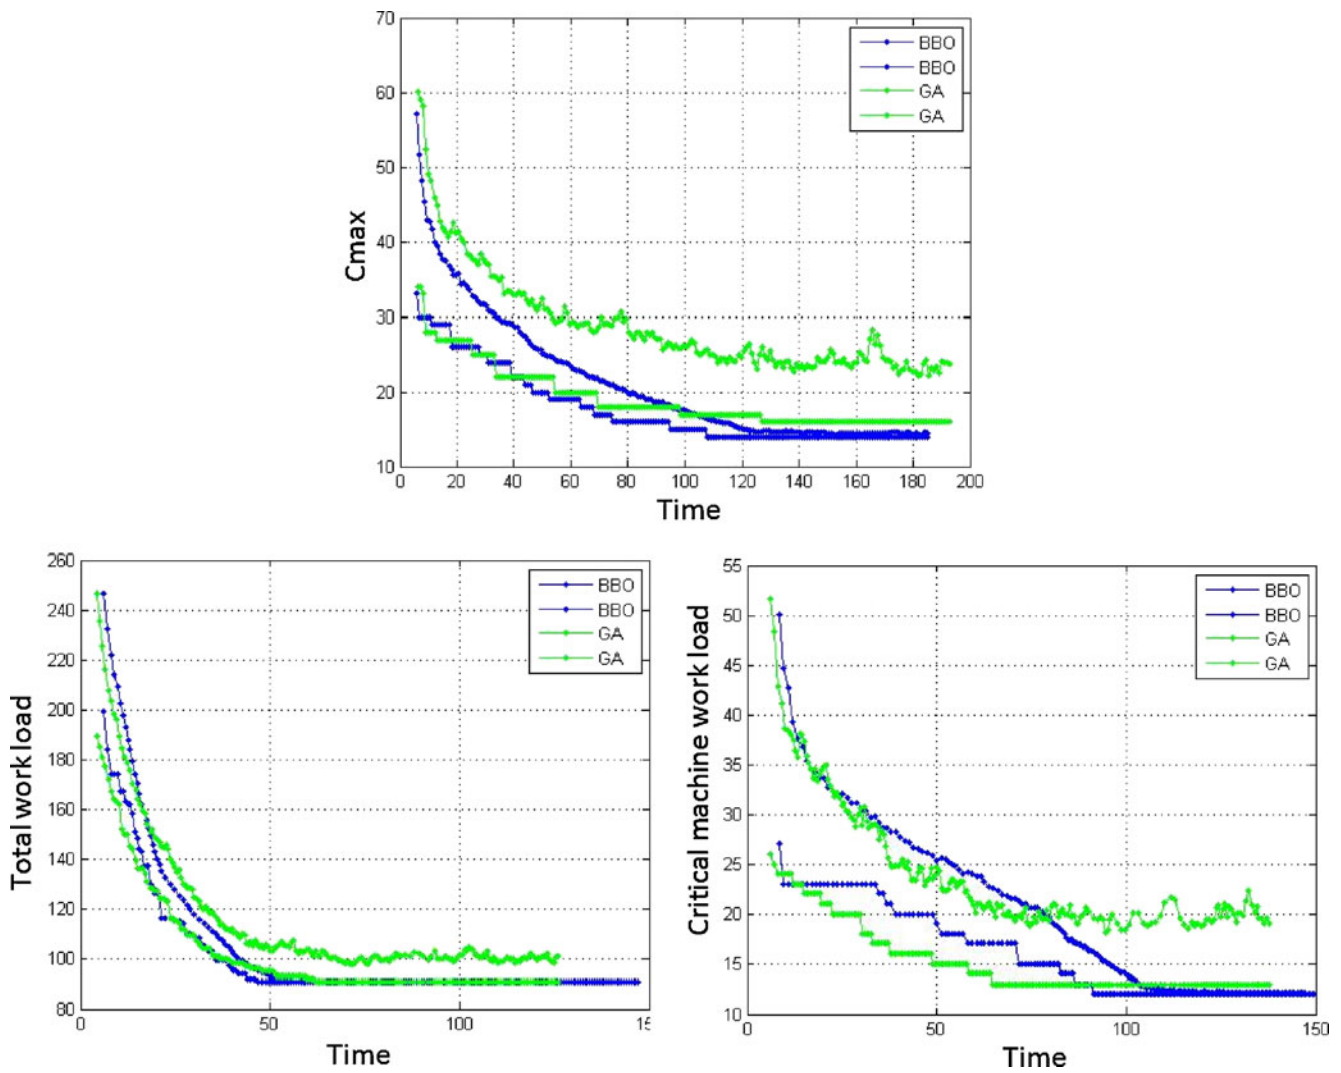 70
60
50
40
30
20
10
Cmax
BBO
BBO
GA
GA
0 20 40 60 80 100 120 140 160 180 200
Time
260
240
220
200
180
160
140
120
100
80
Total work load
BBO
BBO
GA
GA
0 50 100 15
Time
55
50
45
40
35
30
25
20
15
10
Critical machine work load
BBO
BBO
GA
GA
0 50 100 150
Time